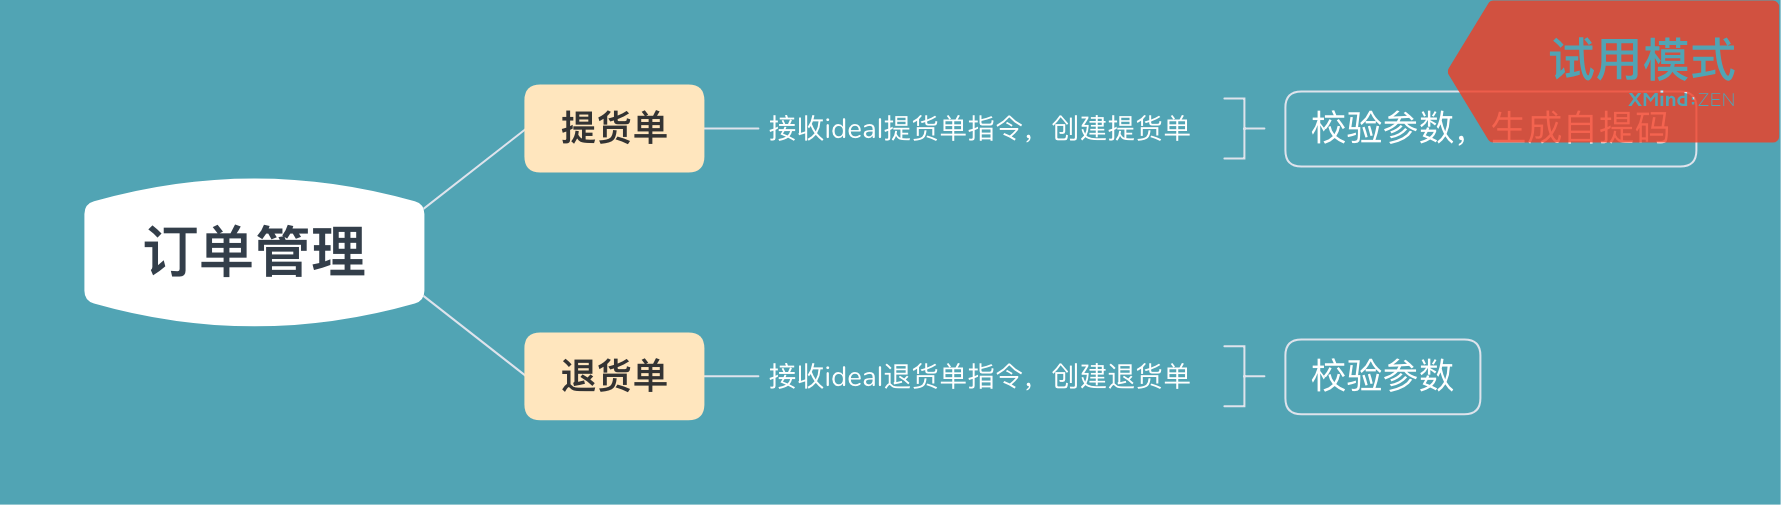 试用模式
XMind:ZEN
提货单
接收ideal提货单指令，创建提货单
校验参数，生成自提码
订单管理
退货单
接收ideal退货单指令，创建退货单
校验参数